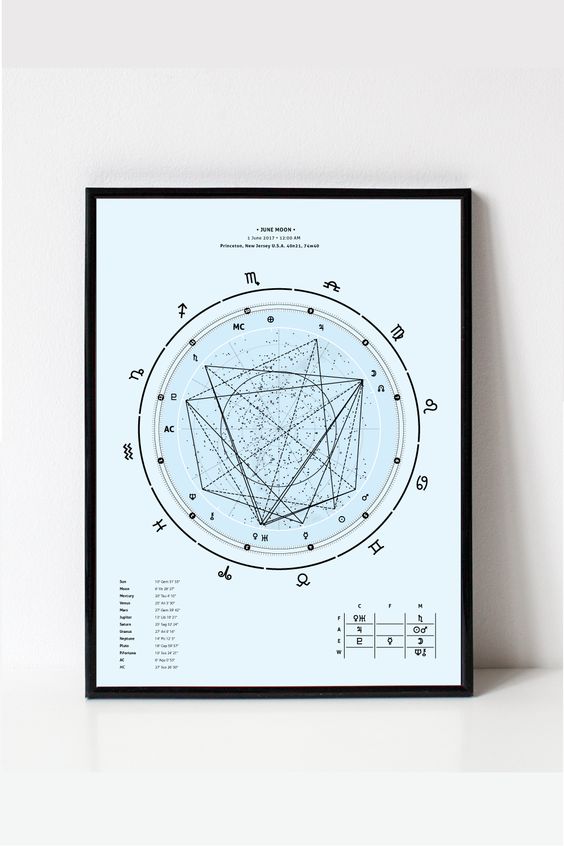 • JUNE MOON •
1 June 2017 • 12:00 AM
Princeton, New Jersey U.S.A. 40n21, 74w40
♏ ♎
♐ ♍
♑ ♌
♒ ♋
♓ ♊
♈ ♉
MC ⊕ ♃
♄ ☽
♇ ☊
AC
♆ ♂
⚷ ☉
♀ ♅ ☿
Sun
Moon
Mercury
Venus
Mars
Jupiter
Saturn
Uranus
Neptune
Pluto
P.Fortune
AC
MC
C F M
F ♀♅ ♄
A ♃ ☉♂
E ♇ ☿ ☽
W ♆⚷